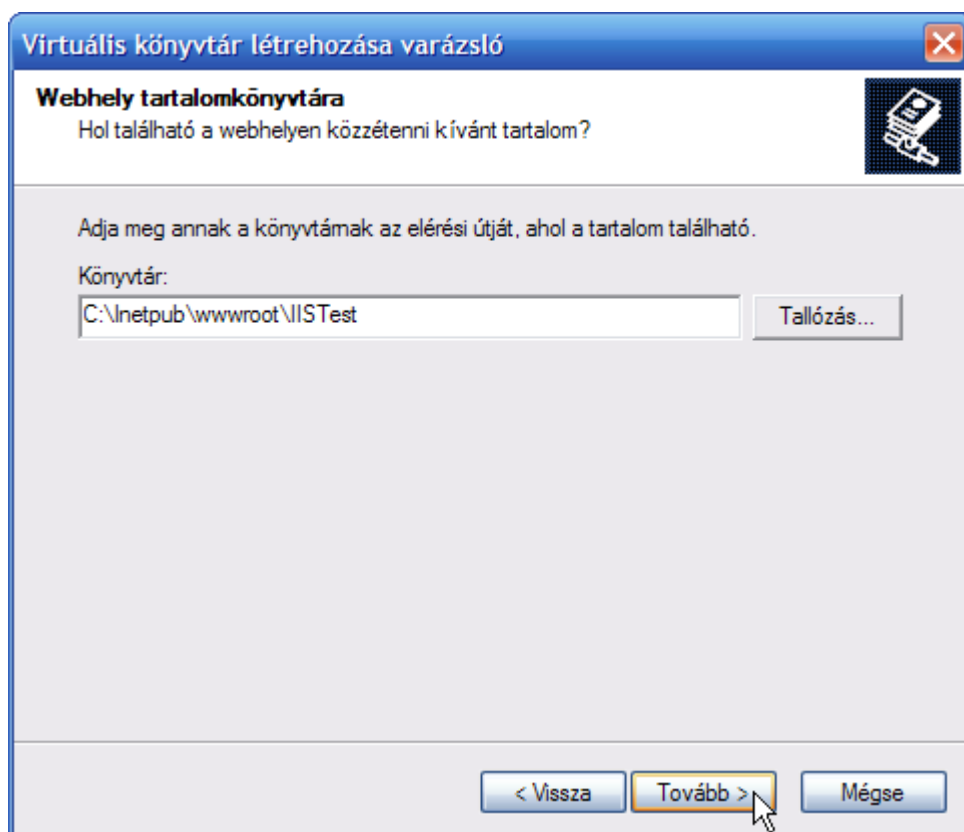 Virtuális könyvtár létrehozása varázsló
Webhely tartalomkönyvtára
Hol található a webhelyen közzétenni kívánt tartalom?
Adja meg annak a könyvtárnak az elérési útját, ahol a tartalom található.
Könyvtár:
C:\Inetpub\wwwroot\IISTest
Tallózás...
< Vissza
Tovább >
Mégse